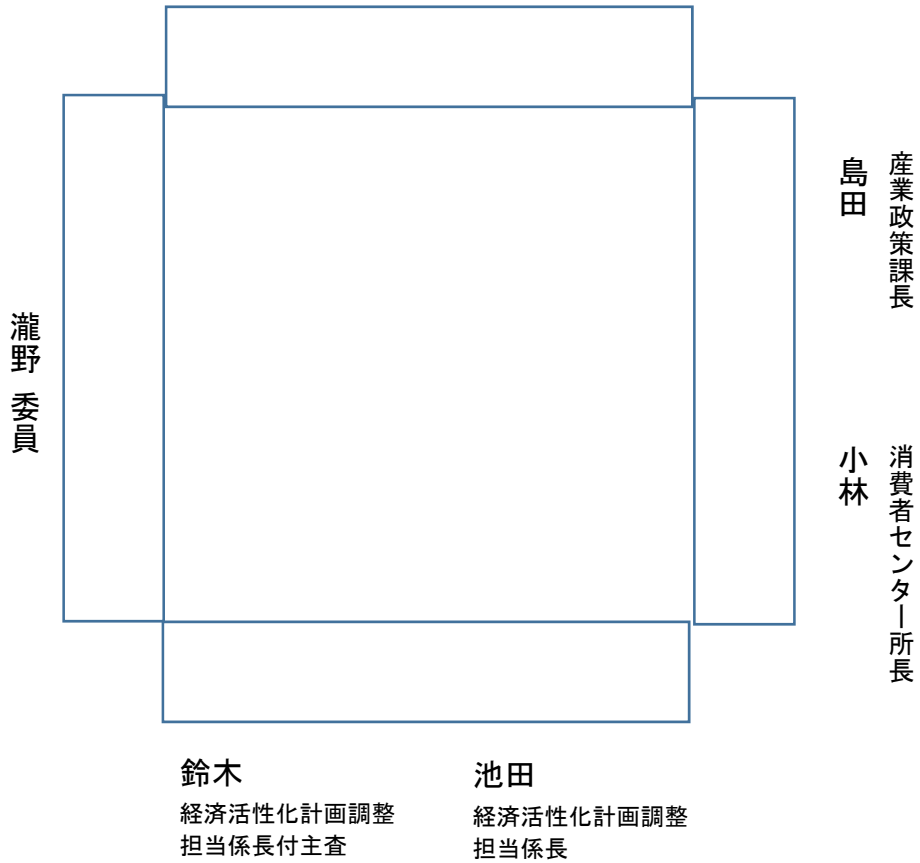 瀧野 委員
産業政策課長
島田
消費者センター所長
小林
鈴木
経済活性化計画調整
担当係長付主査
池田
経済活性化計画調整
担当係長